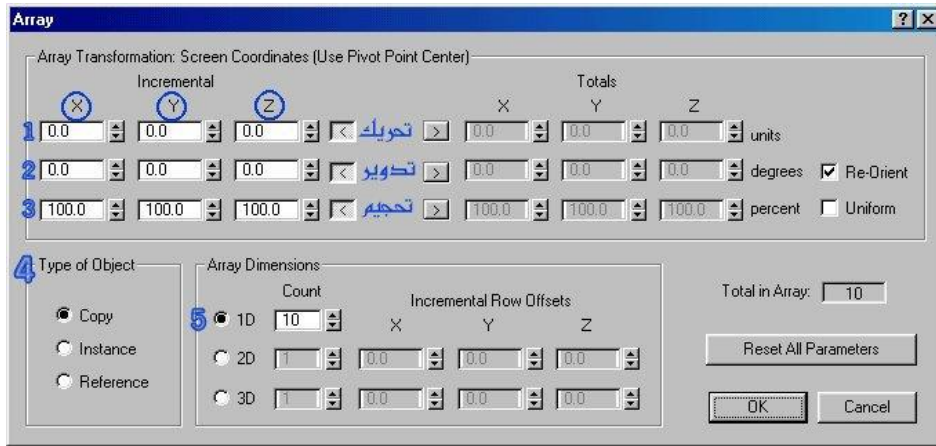 Array
Array Transformation: Screen Coordinates (Use Pivot Point Center)
Incremental Totals
X Y Z X Y Z
1 0.0 0.0 0.0 < تحريك > 0.0 0.0 0.0 units
2 0.0 0.0 0.0 < تدوير > 0.0 0.0 0.0 degrees Re-Orient
3 100.0 100.0 100.0 < تحجيم > 100.0 100.0 100.0 percent Uniform
4 Type of Object
Copy
Instance
Reference
Array Dimensions
Count Incremental Row Offsets
X Y Z
5 1D 10
2D 1 0.0 0.0 0.0
3D 1 0.0 0.0 0.0
Total in Array: 10
Reset All Parameters
OK Cancel